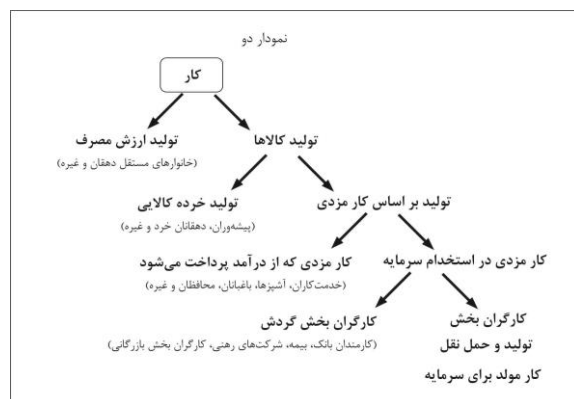 نمودار دو
کار
تولید کالاها
تولید ارزش مصرف
(خانوارهای مستقل دهقان و غیره)
تولید بر اساس کار مزدی
تولید خرده کالایی
(پیشه‌وران، دهقانان خرد و غیره)
کار مزدی در استخدام سرمایه
کار مزدی که از درآمد پرداخت می‌شود
(خدمت‌کاران، آشپزها، باغبانان، محافظان و غیره)
کارگران بخش
تولید و حمل نقل
کارگران بخش گردش
(کارمندان بانک، بیمه، شرکت‌های رهنی، کارگران بخش بازرگانی)
کار مولد برای سرمایه